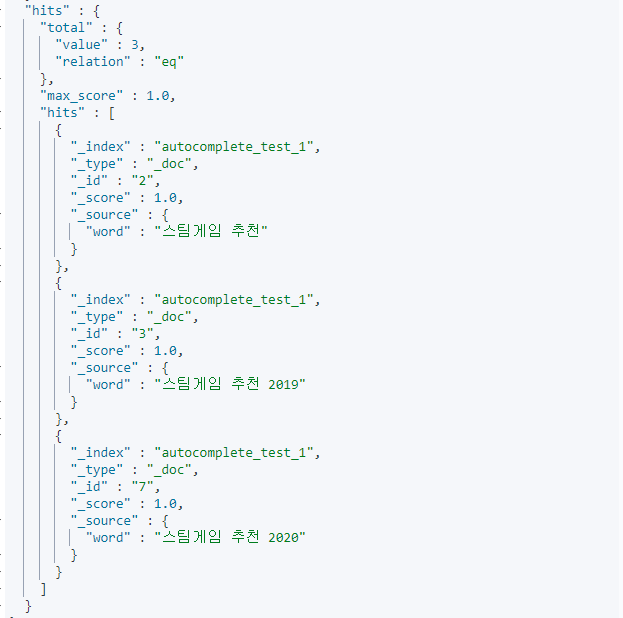 "hits" : {
"total" : {
"value" : 3,
"relation" : "eq"
},
"max_score" : 1.0,
"hits" : [
{
"_index" : "autocomplete_test_1",
"_type" : "_doc",
"_id" : "2",
"_score" : 1.0,
"_source" : {
"word" : "스팀게임 추천"
}
},
{
"_index" : "autocomplete_test_1",
"_type" : "_doc",
"_id" : "3",
"_score" : 1.0,
"_source" : {
"word" : "스팀게임 추천 2019"
}
},
{
"_index" : "autocomplete_test_1",
"_type" : "_doc",
"_id" : "7",
"_score" : 1.0,
"_source" : {
"word" : "스팀게임 추천 2020"
}
}
]
}